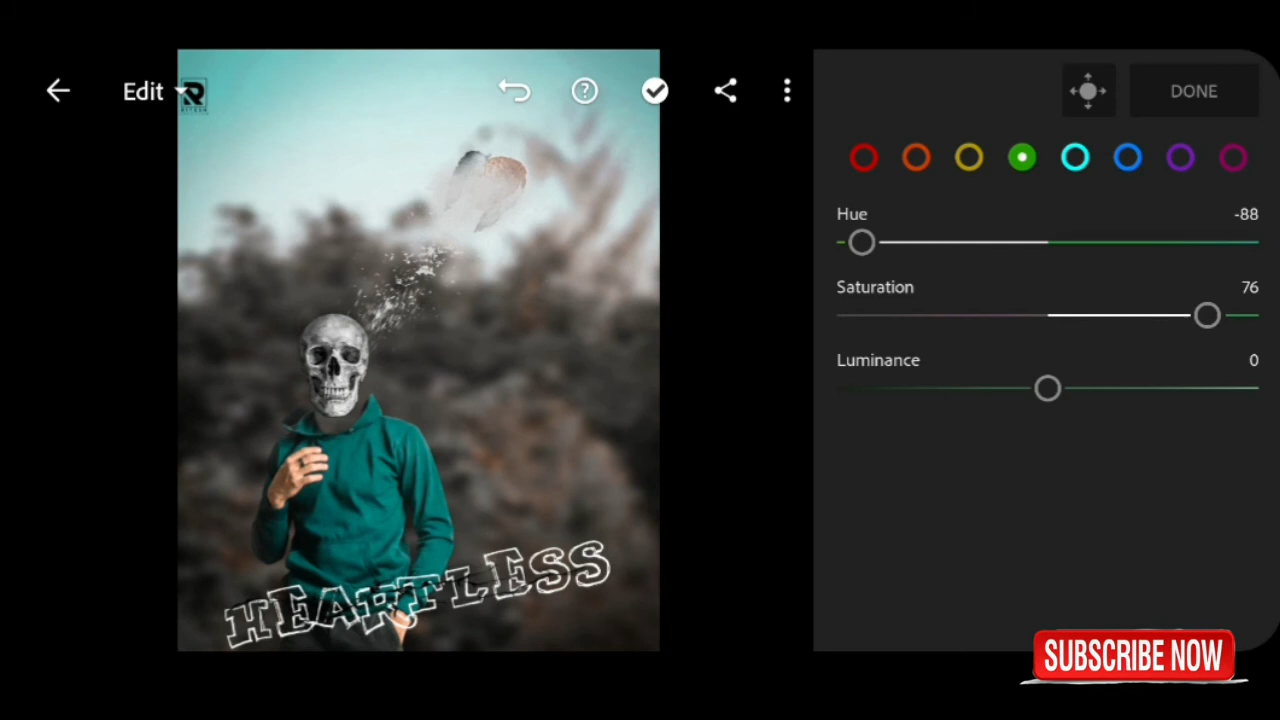 Edit
DONE
Hue -88
Saturation 76
Luminance 0
HEARTLESS
SUBSCRIBE NOW